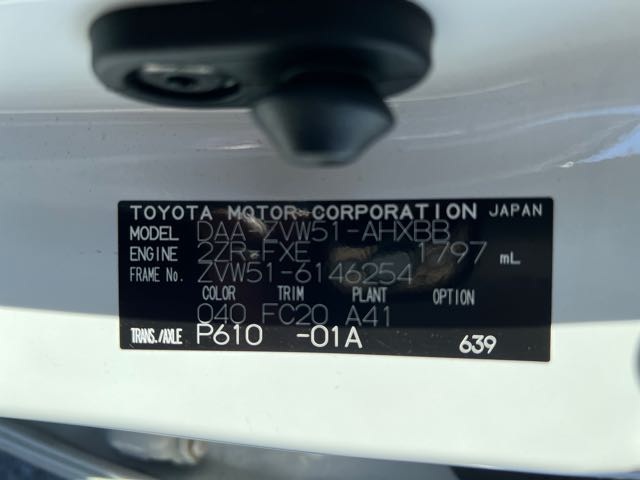 TOYOTA MOTOR CORPORATION JAPAN
MODEL DAA-ZVW51-AHXBB
ENGINE 2ZR-FXE 1797 mL
FRAME No. ZVW51-6146254
COLOR TRIM PLANT OPTION
040 FC20 A41
TRANS./AXLE P610 -01A 639